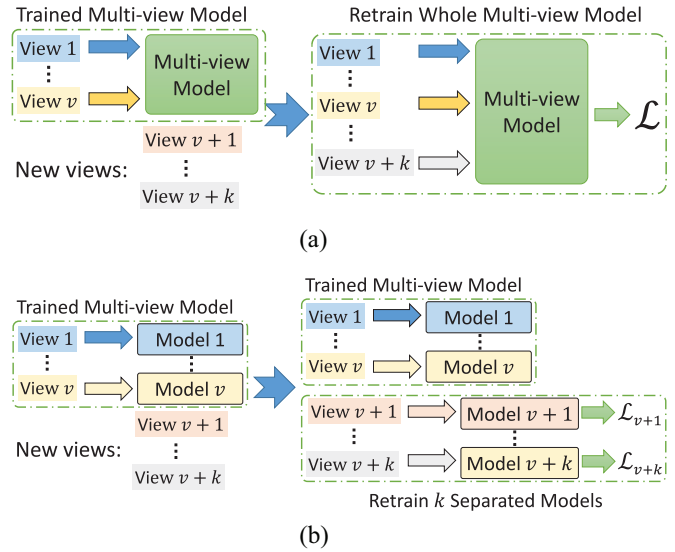 Trained Multi-view Model
View 1
⋮
View v
Multi-view
Model
New views:
View v + 1
⋮
View v + k
Retrain Whole Multi-view Model
View 1
⋮
View v
⋮
View v + k
Multi-view
Model
ℒ
(a)
Trained Multi-view Model
View 1
⋮
View v
Model 1
⋮
Model v
New views:
View v + 1
⋮
View v + k
Trained Multi-view Model
View 1
⋮
View v
Model 1
⋮
Model v
View v + 1
⋮
View v + k
Model v + 1
⋮
Model v + k
ℒv+1
ℒv+k
Retrain k Separated Models
(b)